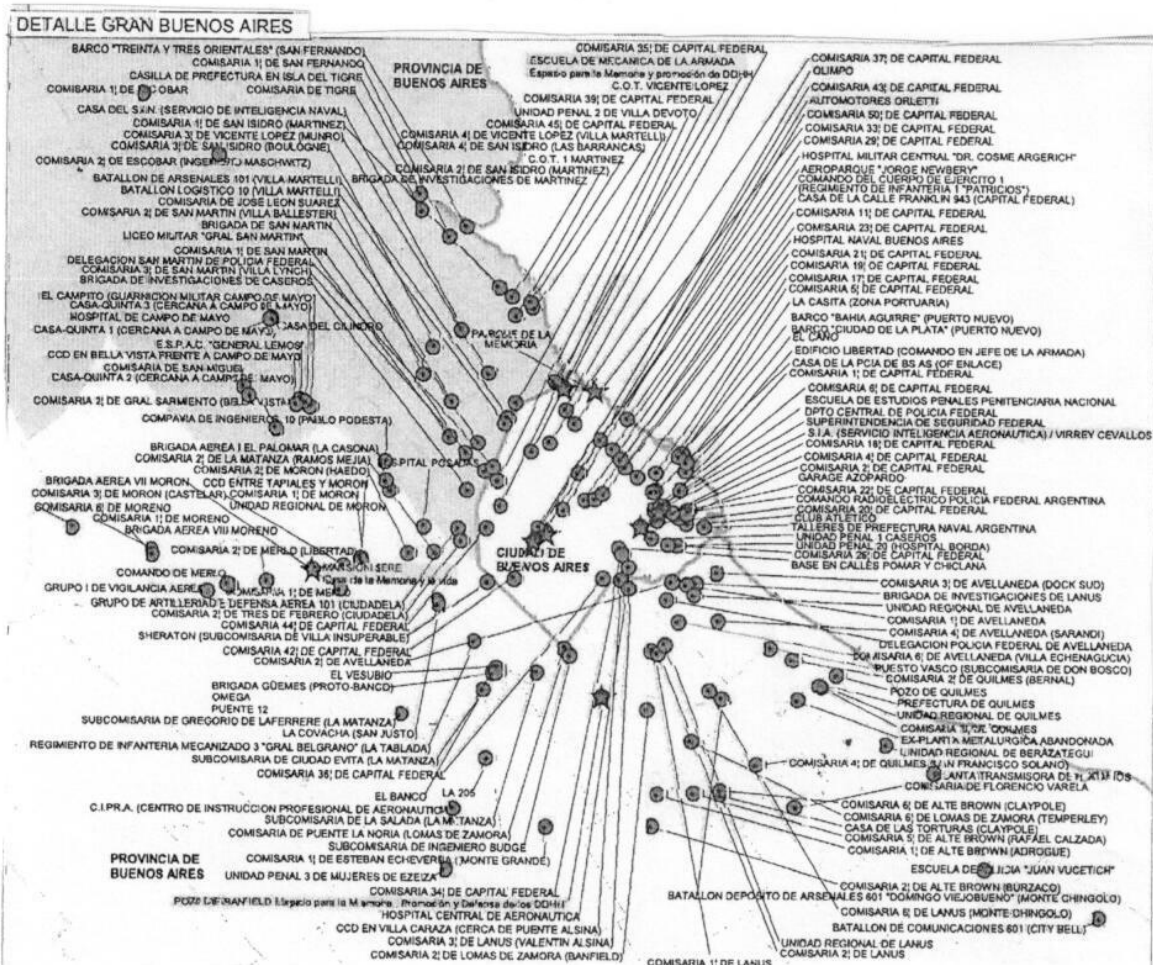 DETALLE GRAN BUENOS AIRES
BARCO "TREINTA Y TRES ORIENTALES" (SAN FERNANDO)
COMISARIA 1¦ DE SAN FERNANDO
CASILLA DE PREFECTURA EN ISLA DEL TIGRE
COMISARIA 1¦ DE ESCOBAR
COMISARIA DE TIGRE
CASA DEL S.I.N. (SERVICIO DE INTELIGENCIA NAVAL)
COMISARIA 1¦ DE SAN ISIDRO (MARTINEZ)
COMISARIA 3¦ DE VICENTE LOPEZ (MUNRO)
COMISARIA 3¦ DE SAN ISIDRO (BOULOGNE)
COMISARIA 2¦ DE ESCOBAR (INGENIERO MASCHWITZ)
BATALLON DE ARSENALES 101 (VILLA MARTELLI)
BATALLON LOGISTICO 10 (VILLA MARTELLI)
COMISARIA DE JOSE LEON SUAREZ
COMISARIA 2¦ DE SAN MARTIN (VILLA BALLESTER)
BRIGADA DE SAN MARTIN
LICEO MILITAR "GRAL SAN MARTIN"
COMISARIA 1¦ DE SAN MARTIN
DELEGACION SAN MARTIN DE POLICIA FEDERAL
COMISARIA 3¦ DE SAN MARTIN (VILLA LYNCH)
BRIGADA DE INVESTIGACIONES DE CASEROS
EL CAMPITO (GUARNICION MILITAR CAMPO DE MAYO)
CASA-QUINTA 3 (CERCANA A CAMPO DE MAYO)
HOSPITAL DE CAMPO DE MAYO
CASA DEL CILINDRO
CASA-QUINTA 1 (CERCANA A CAMPO DE MAYO)
E.S.P.A.C. "GENERAL LEMOS"
CCD EN BELLA VISTA FRENTE A CAMPO DE MAYO
COMISARIA DE SAN MIGUEL
CASA-QUINTA 2 (CERCANA A CAMPO DE MAYO)
COMISARIA 2¦ DE GRAL SARMIENTO (BELLA VISTA)
COMPAVIA DE INGENIEROS 10 (PABLO PODESTA)
BRIGADA AEREA I EL PALOMAR (LA CASONA)
COMISARIA 2¦ DE LA MATANZA (RAMOS MEJIA)
HOSPITAL POSADAS
COMISARIA 2¦ DE MORON (HAEDO)
BRIGADA AEREA VII MORON
CCD ENTRE TAPIALES Y MORON
COMISARIA 3¦ DE MORON (CASTELAR)
COMISARIA 1¦ DE MORON
COMISARIA 6¦ DE MORENO
UNIDAD REGIONAL DE MORON
COMISARIA 1¦ DE MORENO
BRIGADA AEREA VIII MORENO
COMISARIA 2¦ DE MERLO (LIBERTAD)
COMANDO DE MERLO
MANSION SERE
Casa de la Memoria y la vida
GRUPO I DE VIGILANCIA AEREA
COMISARIA 1¦ DE MERLO
GRUPO DE ARTILLERIA DE DEFENSA AEREA 101 (CIUDADELA)
COMISARIA 2¦ DE TRES DE FEBRERO (CIUDADELA)
COMISARIA 44¦ DE CAPITAL FEDERAL
SHERATON (SUBCOMISARIA DE VILLA INSUPERABLE)
COMISARIA 42¦ DE CAPITAL FEDERAL
COMISARIA 2¦ DE AVELLANEDA
EL VESUBIO
BRIGADA GÜEMES (PROTO-BANCO)
OMEGA
PUENTE 12
SUBCOMISARIA DE GREGORIO DE LAFERRERE (LA MATANZA)
LA COVACHA (SAN JUSTO)
REGIMIENTO DE INFANTERIA MECANIZADO 3 "GRAL BELGRANO" (LA TABLADA)
SUBCOMISARIA DE CIUDAD EVITA (LA MATANZA)
COMISARIA 36¦ DE CAPITAL FEDERAL
EL BANCO
LA 205
C.I.PR.A. (CENTRO DE INSTRUCCION PROFESIONAL DE AERONAUTICA)
SUBCOMISARIA DE LA SALADA (LA MATANZA)
COMISARIA DE PUENTE LA NORIA (LOMAS DE ZAMORA)
SUBCOMISARIA DE INGENIERO BUDGE
COMISARIA 1¦ DE ESTEBAN ECHEVERSA (MONTE GRANDE)
UNIDAD PENAL 3 DE MUJERES DE EZEIZA
PROVINCIA DE
BUENOS AIRES
COMISARIA 34¦ DE CAPITAL FEDERAL
POZO DE BANFIELD Espacio para la Memoria, Promoción y Defensa de los DDHH
HOSPITAL CENTRAL DE AERONAUTICA
CCD EN VILLA CARAZA (CERCA DE PUENTE ALSINA)
COMISARIA 3¦ DE LANUS (VALENTIN ALSINA)
COMISARIA 2¦ DE LOMAS DE ZAMORA (BANFIELD)
PROVINCIA DE
BUENOS AIRES
COMISARIA 35¦ DE CAPITAL FEDERAL
ESCUELA DE MECANICA DE LA ARMADA
Espacio para la Memoria y promoción de DDHH
C.O.T. VICENTE LOPEZ
COMISARIA 39¦ DE CAPITAL FEDERAL
UNIDAD PENAL 2 DE VILLA DEVOTO
COMISARIA 45¦ DE CAPITAL FEDERAL
COMISARIA 4¦ DE VICENTE LOPEZ (VILLA MARTELLI)
COMISARIA 4¦ DE SAN ISIDRO (LAS BARRANCAS)
C.O.T. 1 MARTINEZ
COMISARIA 2¦ DE SAN ISIDRO (MARTINEZ)
BRIGADA DE INVESTIGACIONES DE MARTINEZ
PARQUE DE LA
MEMORIA
CIUDAD DE
BUENOS AIRES
COMISARIA 37¦ DE CAPITAL FEDERAL
OLIMPO
COMISARIA 43¦ DE CAPITAL FEDERAL
AUTOMOTORES ORLETTI
COMISARIA 50¦ DE CAPITAL FEDERAL
COMISARIA 33¦ DE CAPITAL FEDERAL
COMISARIA 29¦ DE CAPITAL FEDERAL
HOSPITAL MILITAR CENTRAL "DR. COSME ARGERICH"
AEROPARQUE "JORGE NEWBERY"
COMANDO DEL CUERPO DE EJERCITO 1
(REGIMIENTO DE INFANTERIA 1 "PATRICIOS")
CASA DE LA CALLE FRANKLIN 943 (CAPITAL FEDERAL)
COMISARIA 11¦ DE CAPITAL FEDERAL
COMISARIA 23¦ DE CAPITAL FEDERAL
HOSPITAL NAVAL BUENOS AIRES
COMISARIA 21¦ DE CAPITAL FEDERAL
COMISARIA 19¦ DE CAPITAL FEDERAL
COMISARIA 17¦ DE CAPITAL FEDERAL
COMISARIA 5¦ DE CAPITAL FEDERAL
LA CASITA (ZONA PORTUARIA)
BARCO "BAHIA AGUIRRE" (PUERTO NUEVO)
BARCO "CIUDAD DE LA PLATA" (PUERTO NUEVO)
EL CANO
EDIFICIO LIBERTAD (COMANDO EN JEFE DE LA ARMADA)
CASA DE LA PCIA DE BS AS (OF ENLACE)
COMISARIA 1¦ DE CAPITAL FEDERAL
COMISARIA 6¦ DE CAPITAL FEDERAL
ESCUELA DE ESTUDIOS PENALES PENITENCIARIA NACIONAL
DPTO CENTRAL DE POLICIA FEDERAL
SUPERINTENDENCIA DE SEGURIDAD FEDERAL
S.I.A. (SERVICIO INTELIGENCIA AERONAUTICA) / VIRREY CEVALLOS
COMISARIA 18¦ DE CAPITAL FEDERAL
COMISARIA 4¦ DE CAPITAL FEDERAL
COMISARIA 2¦ DE CAPITAL FEDERAL
GARAGE AZOPARDO
COMISARIA 22¦ DE CAPITAL FEDERAL
COMANDO RADIOELECTRICO POLICIA FEDERAL ARGENTINA
COMISARIA 20¦ DE CAPITAL FEDERAL
CLUB ATLETICO
TALLERES DE PREFECTURA NAVAL ARGENTINA
UNIDAD PENAL 1 CASEROS
UNIDAD PENAL 20 (HOSPITAL BORDA)
COMISARIA 26¦ DE CAPITAL FEDERAL
BASE EN CALLES POMAR Y CHICLANA
COMISARIA 3¦ DE AVELLANEDA (DOCK SUD)
BRIGADA DE INVESTIGACIONES DE LANUS
UNIDAD REGIONAL DE AVELLANEDA
COMISARIA 1¦ DE AVELLANEDA
COMISARIA 4¦ DE AVELLANEDA (SARANDI)
DELEGACION POLICIA FEDERAL DE AVELLANEDA
COMISARIA 6¦ DE AVELLANEDA (VILLA ECHENAGUCIA)
PUESTO VASCO (SUBCOMISARIA DE DON BOSCO)
COMISARIA 2¦ DE QUILMES (BERNAL)
POZO DE QUILMES
PREFECTURA DE QUILMES
UNIDAD REGIONAL DE QUILMES
COMISARIA DE QUILMES
EX-PLANTA METALURGICA ABANDONADA
UNIDAD REGIONAL DE BERAZATEGUI
COMISARIA 4¦ DE QUILMES (SAN FRANCISCO SOLANO)
PLANTA TRANSMISORA DE
COMISARIA DE FLORENCIO VARELA
COMISARIA 6¦ DE ALTE BROWN (CLAYPOLE)
COMISARIA 6¦ DE LOMAS DE ZAMORA (TEMPERLEY)
CASA DE LAS TORTURAS (CLAYPOLE)
COMISARIA 5¦ DE ALTE BROWN (RAFAEL CALZADA)
COMISARIA 1¦ DE ALTE BROWN (ADROGUE)
ESCUELA DE POLICIA "JUAN VUCETICH"
COMISARIA 2¦ DE ALTE BROWN (BURZACO)
BATALLON DEPOSITO DE ARSENALES 601 "DOMINGO VIEJOBUENO" (MONTE CHINGOLO)
COMISARIA 6¦ DE LANUS (MONTE CHINGOLO)
BATALLON DE COMUNICACIONES 601 (CITY BELL)
UNIDAD REGIONAL DE LANUS
COMISARIA 2¦ DE LANUS
COMISARIA 1¦ DE LANUS